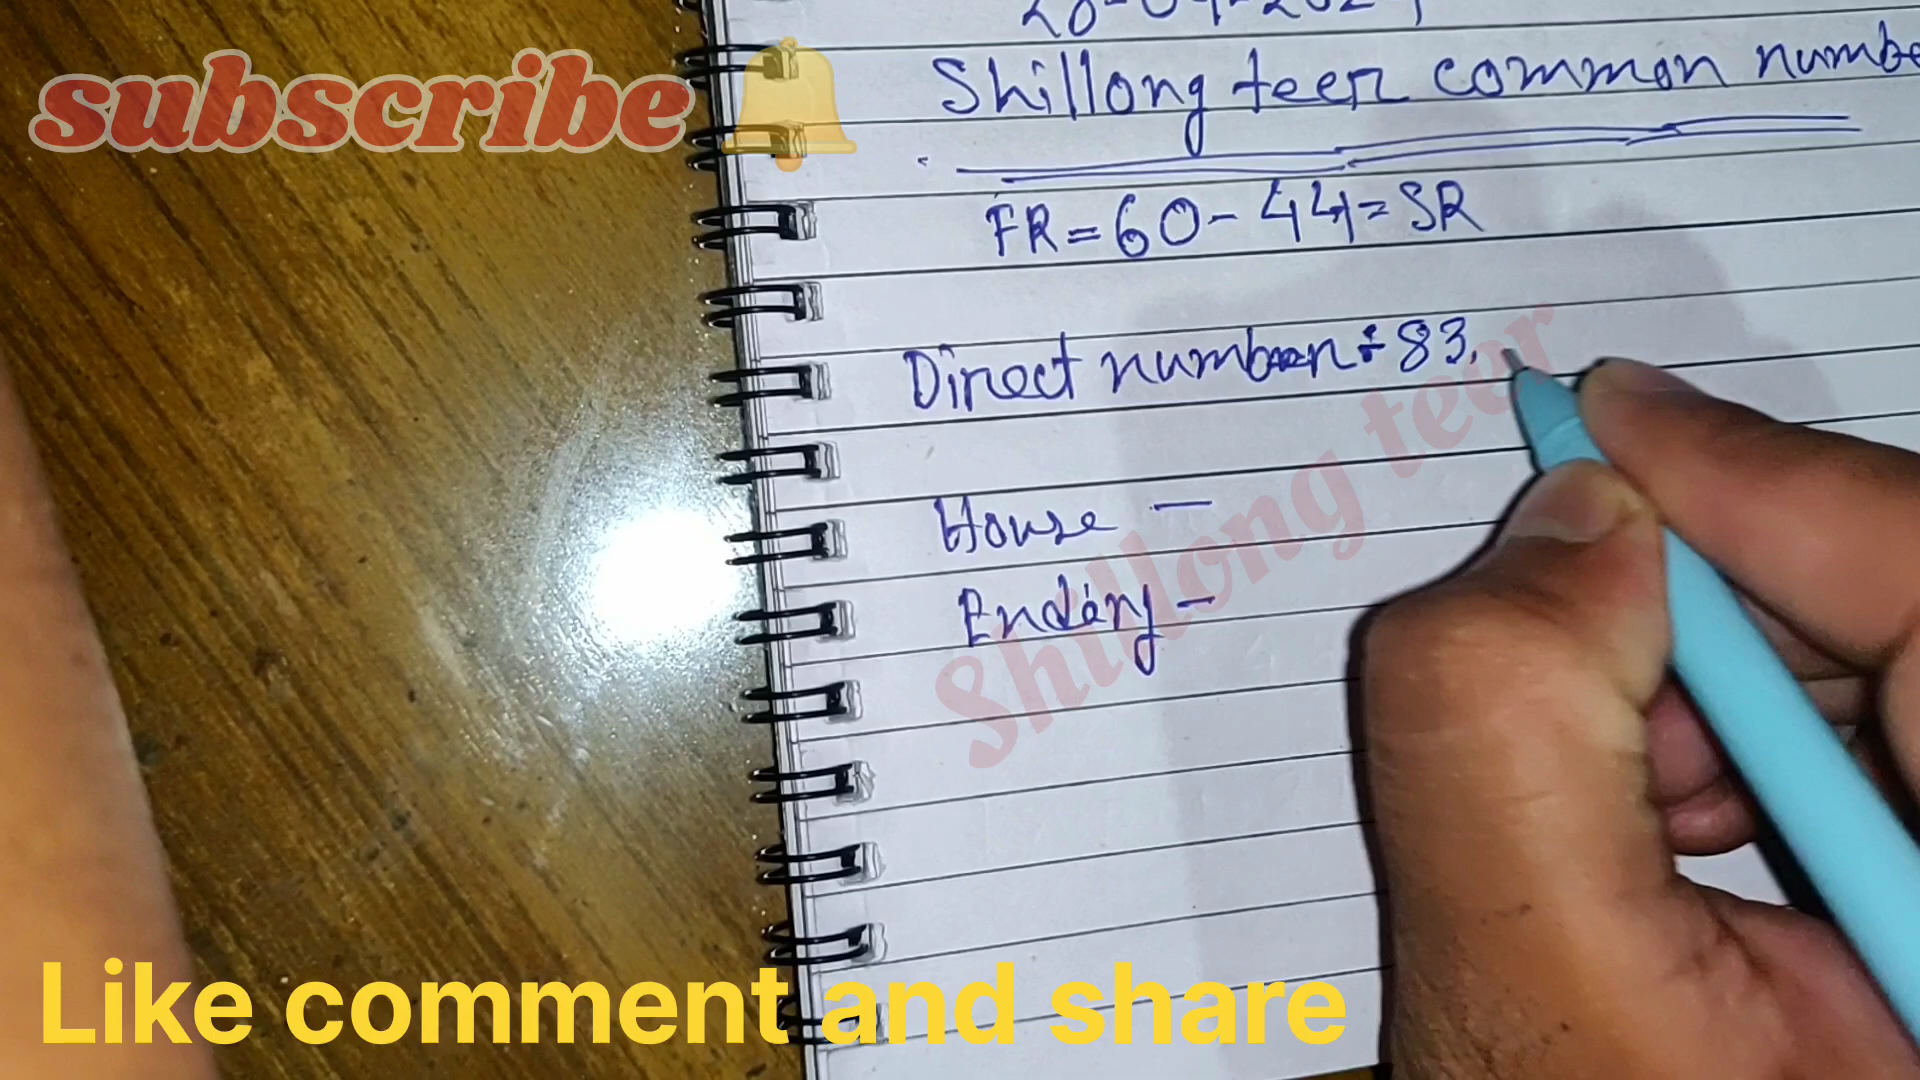 subscribe
Shillong teer common numbe
FR = 60 - 44 = SR
Direct number : 83,
House -
Ending -
Shillong teer
Like comment and share